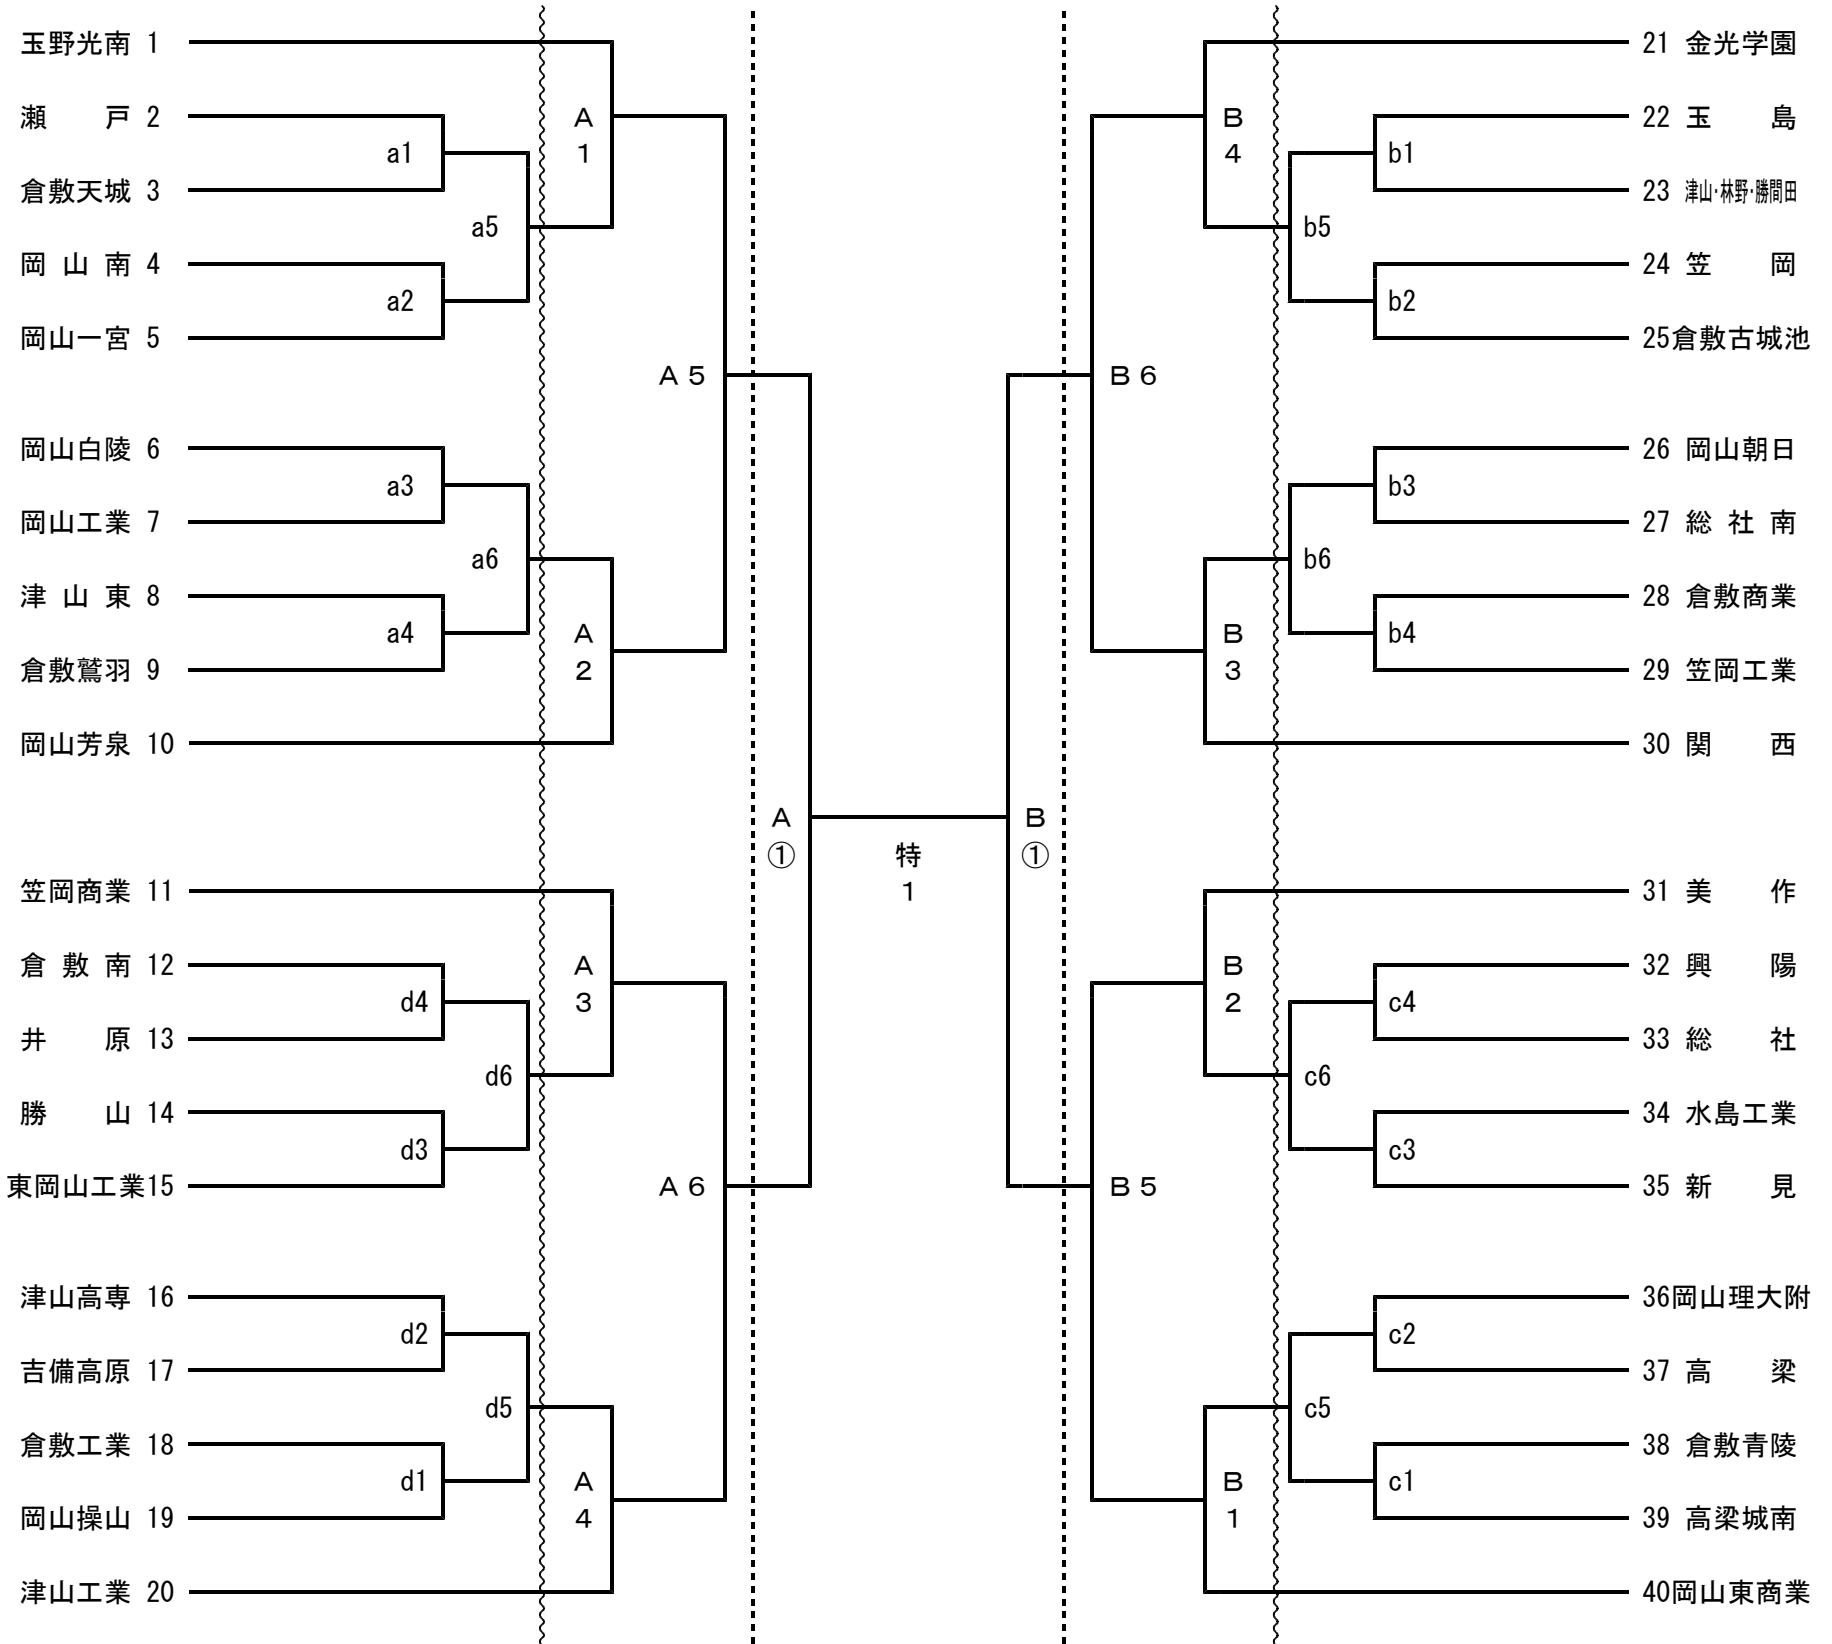 玉野光南 1
瀬 戸 2
a1
倉敷天城 3
a5
岡 山 南 4
a2
岡山一宮 5
A
1
A 5
岡山白陵 6
a3
岡山工業 7
a6
津 山 東 8
a4
倉敷鷲羽 9
A
2
岡山芳泉 10
A
①
笠岡商業 11
倉 敷 南 12
d4
井 原 13
d6
勝 山 14
d3
東岡山工業15
A
3
A 6
津山高専 16
d2
吉備高原 17
d5
倉敷工業 18
d1
岡山操山 19
A
4
津山工業 20
特
1
21 金光学園
22 玉 島
b1
23 津山・林野・勝間田
b5
24 笠 岡
b2
25倉敷古城池
B
4
B 6
26 岡山朝日
b3
27 総 社 南
b6
28 倉敷商業
b4
29 笠岡工業
B
3
30 関 西
B
①
31 美 作
32 興 陽
c4
33 総 社
c6
34 水島工業
c3
35 新 見
B
2
B 5
36岡山理大附
c2
37 高 梁
c5
38 倉敷青陵
c1
39 高梁城南
B
1
40岡山東商業